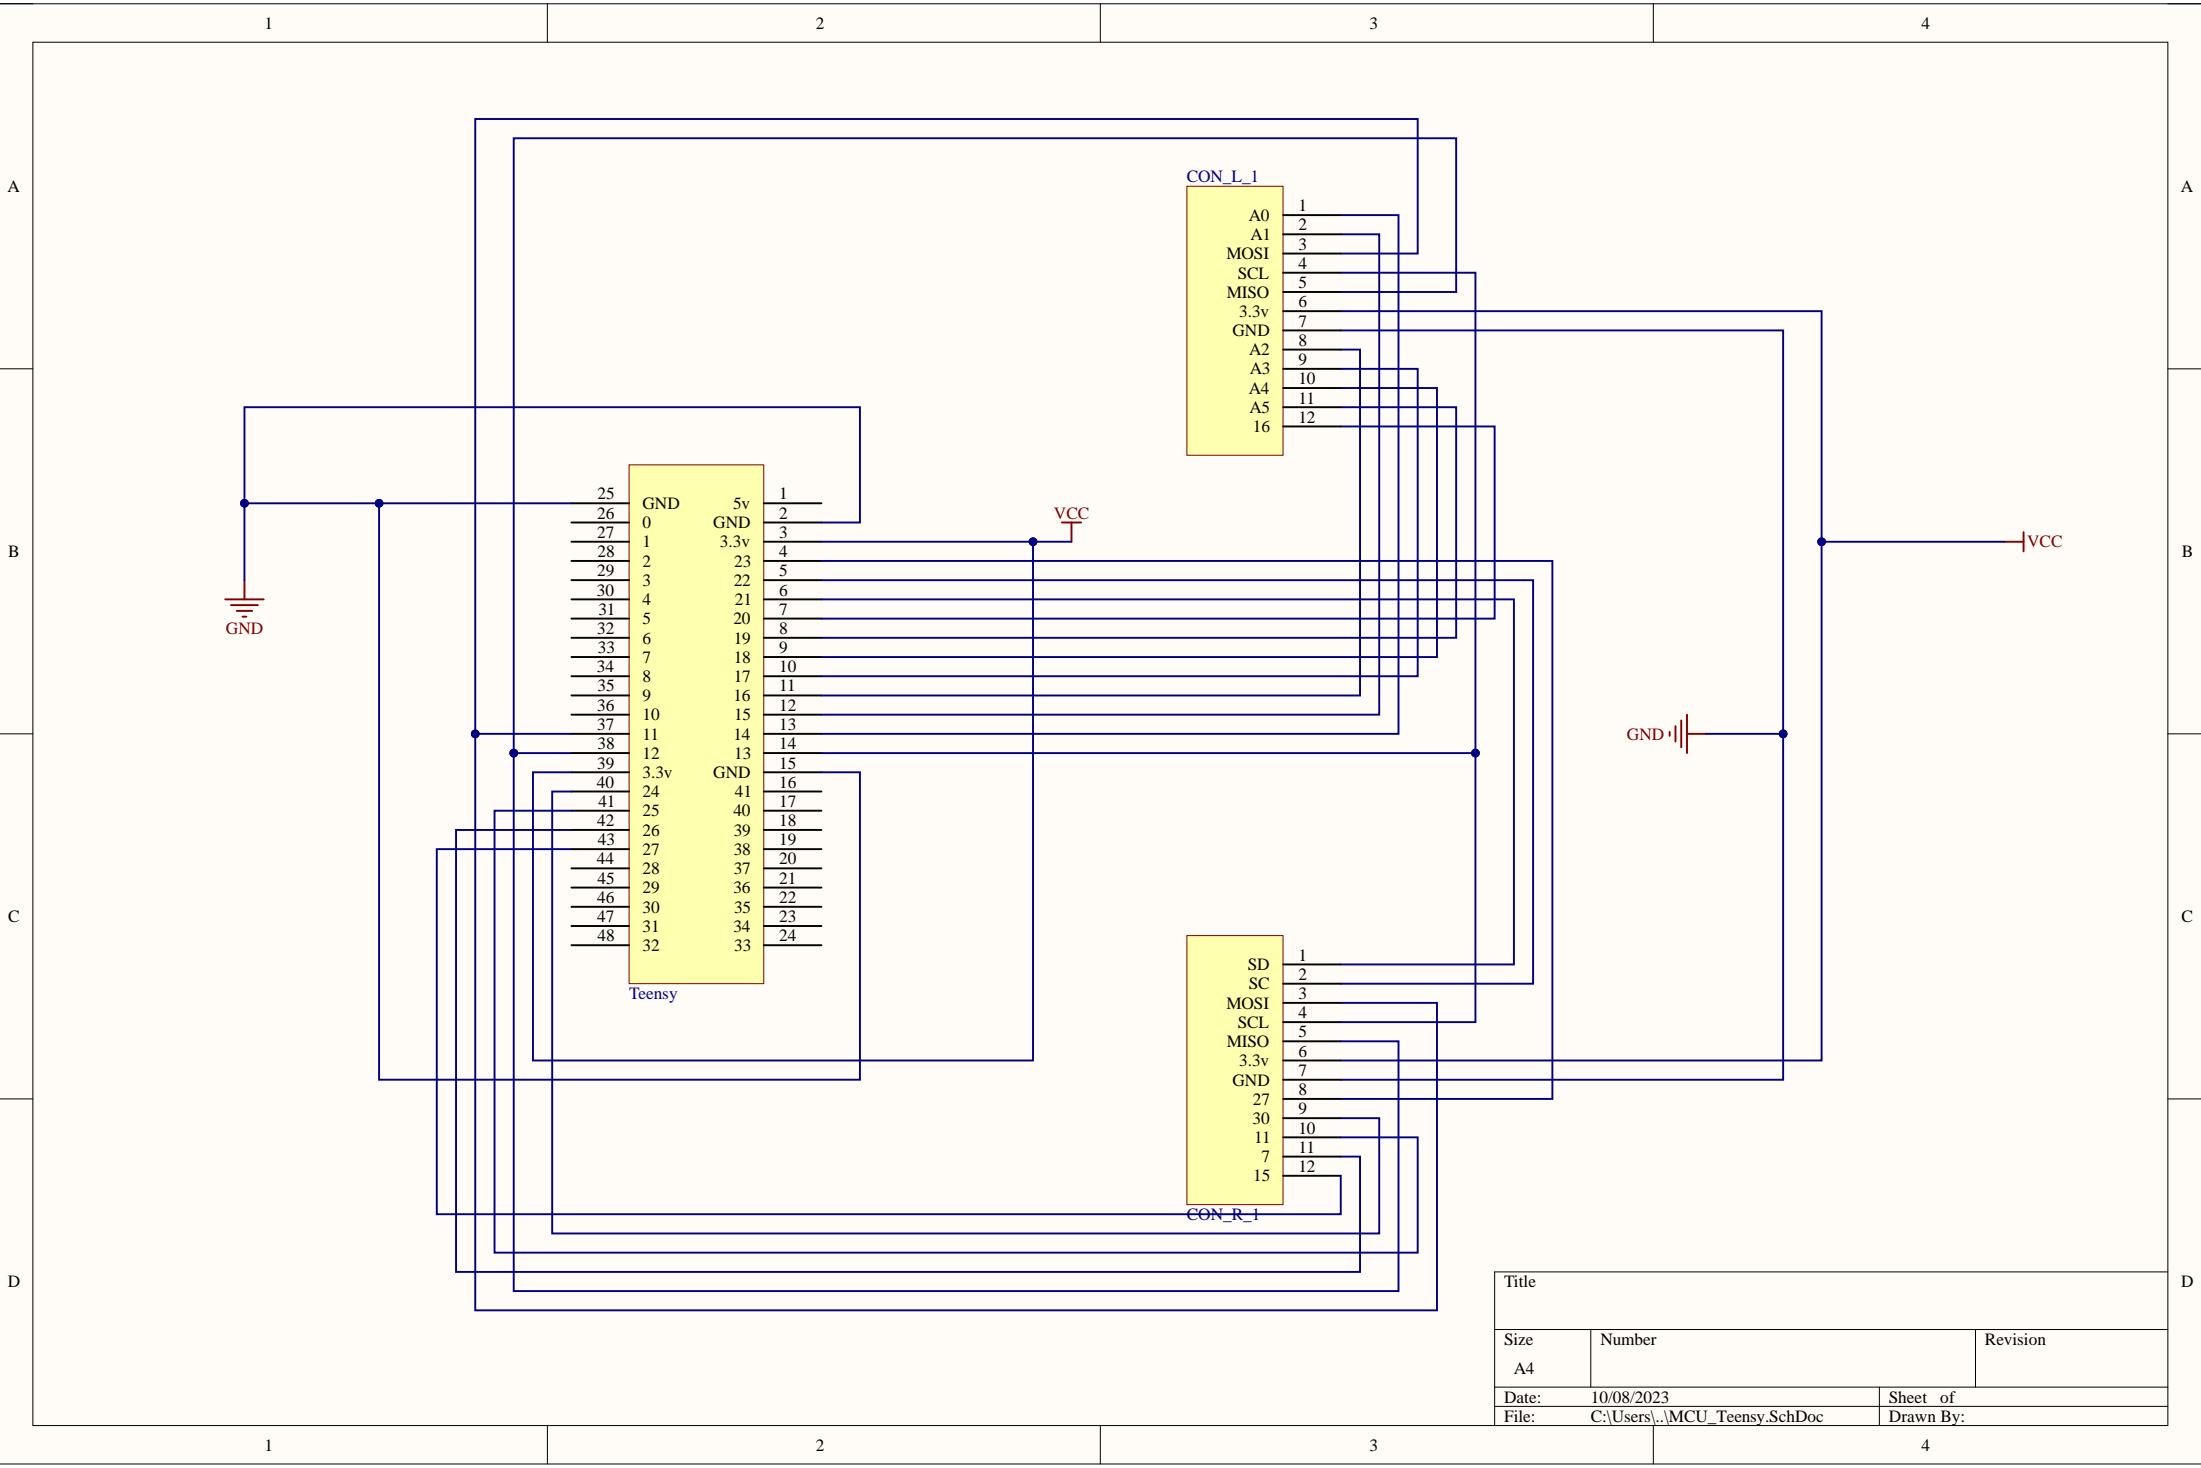 1 2 3 4
A A
CON_L_1
A0 1
A1 2
MOSI 3
SCL 4
MISO 5
3.3v 6
GND 7
A2 8
A3 9
A4 10
A5 11
16 12
B B
25 GND 5v 1
26 0 GND 2
27 1 3.3v 3
28 2 23 4
29 3 22 5
30 4 21 6
31 5 20 7
32 6 19 8
33 7 18 9
34 8 17 10
35 9 16 11
36 10 15 12
37 11 14 13
38 12 13 14
39 3.3v GND 15
40 24 41 16
41 25 40 17
42 26 39 18
43 27 38 19
44 28 37 20
45 29 36 21
46 30 35 22
47 31 34 23
48 32 33 24
Teensy
VCC
VCC
GND
GND
C C
SD 1
SC 2
MOSI 3
SCL 4
MISO 5
3.3v 6
GND 7
27 8
30 9
11 10
7 11
15 12
CON_R_1
D D
Title
Size Number Revision
A4
Date: 10/08/2023 Sheet of
File: C:\Users\..\MCU_Teensy.SchDoc Drawn By:
1 2 3 4